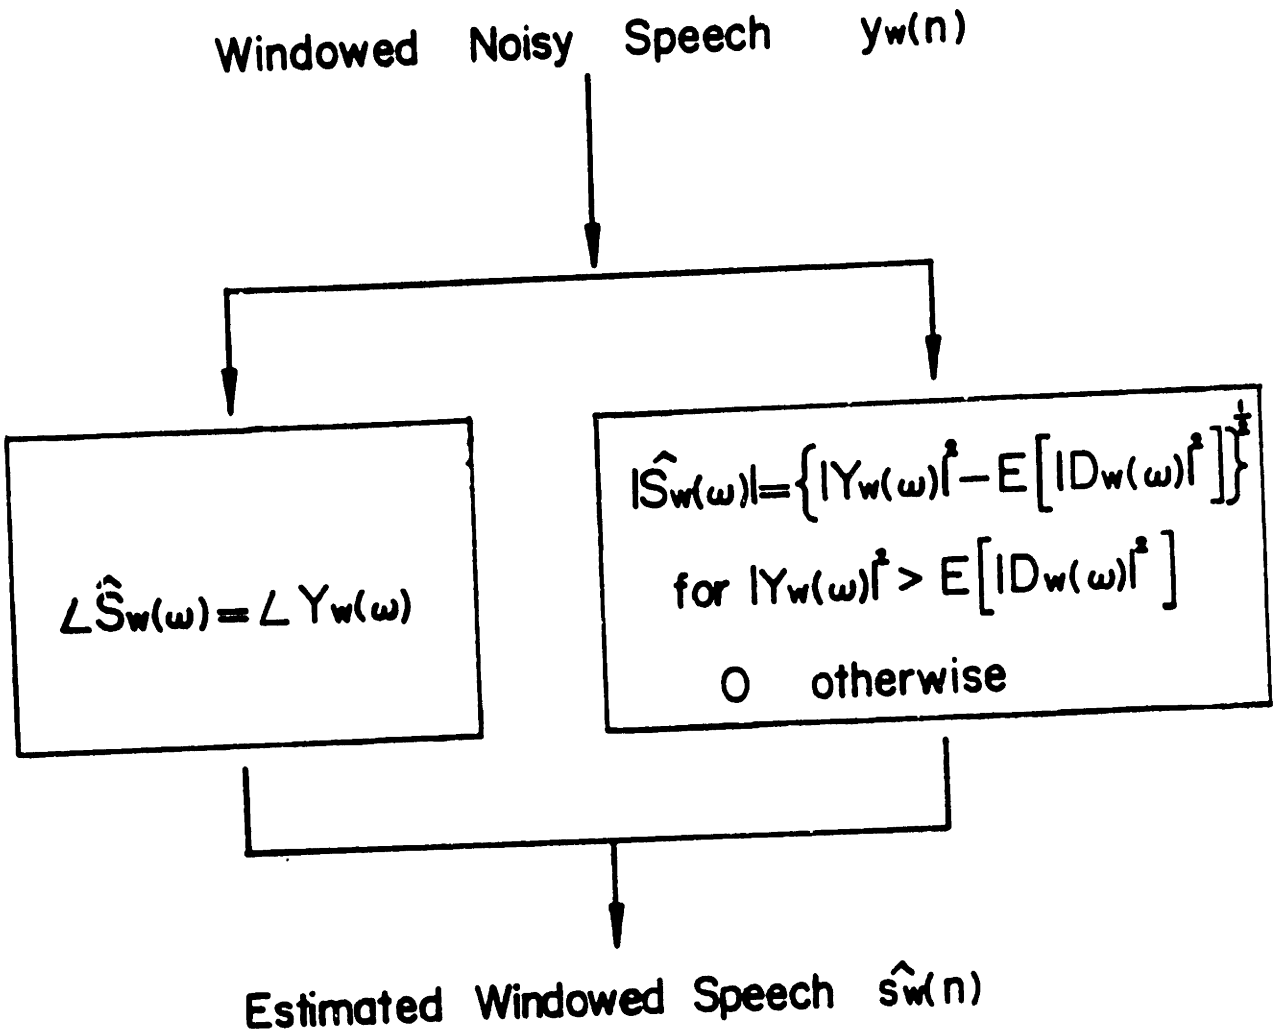 Windowed Noisy Speech yw(n)
∠Ŝw(ω)=∠Yw(ω)
|Ŝw(ω)|={|Yw(ω)|²-E[|Dw(ω)|²]}^½
for |Yw(ω)|²>E[|Dw(ω)|²]
0 otherwise
Estimated Windowed Speech ŝw(n)